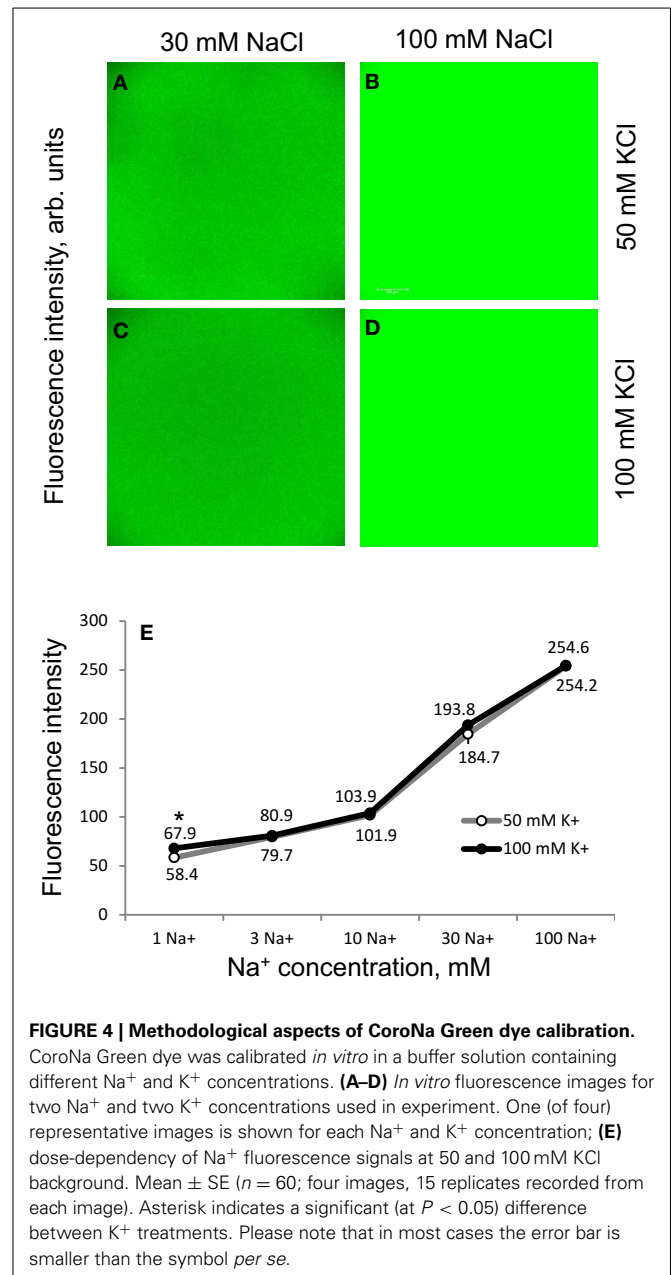 30 mM NaCl
100 mM NaCl
A
B
Fluorescence intensity, arb. units
50 mM KCl
C
D
100 mM KCl
E
Fluorescence intensity
300
250
200
150
100
50
0
*
67.9
58.4
80.9
79.7
103.9
101.9
193.8
184.7
254.6
254.2
50 mM K+
100 mM K+
1 Na+
3 Na+
10 Na+
30 Na+
100 Na+
Na⁺ concentration, mM
FIGURE 4 | Methodological aspects of CoroNa Green dye calibration.
CoroNa Green dye was calibrated in vitro in a buffer solution containing
different Na⁺ and K⁺ concentrations. (A–D) In vitro fluorescence images for
two Na⁺ and two K⁺ concentrations used in experiment. One (of four)
representative images is shown for each Na⁺ and K⁺ concentration; (E)
dose-dependency of Na⁺ fluorescence signals at 50 and 100 mM KCl
background. Mean ± SE (n = 60; four images, 15 replicates recorded from
each image). Asterisk indicates a significant (at P < 0.05) difference
between K⁺ treatments. Please note that in most cases the error bar is
smaller than the symbol per se.